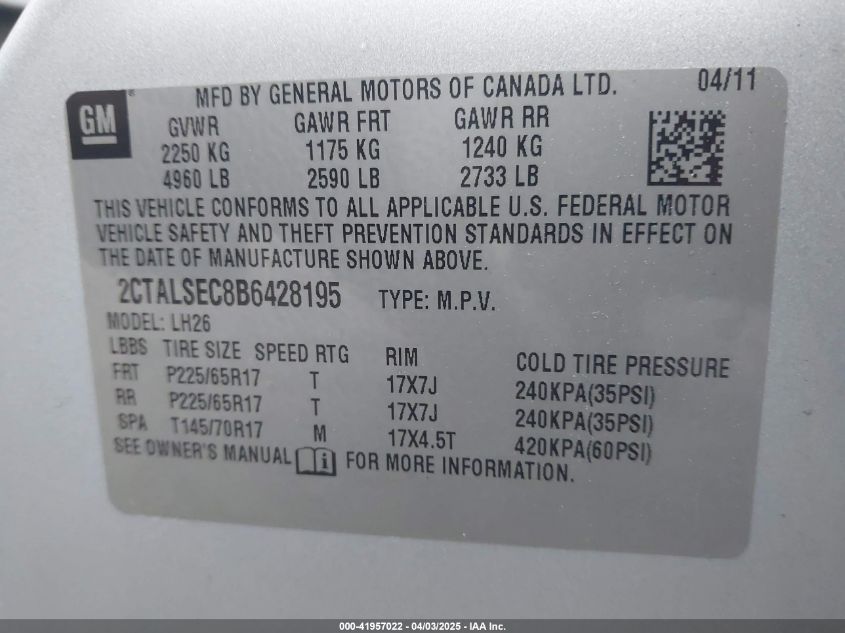 GM ®
MFD BY GENERAL MOTORS OF CANADA LTD. 04/11
GVWR GAWR FRT GAWR RR
2250 KG 1175 KG 1240 KG
4960 LB 2590 LB 2733 LB
THIS VEHICLE CONFORMS TO ALL APPLICABLE U.S. FEDERAL MOTOR
VEHICLE SAFETY AND THEFT PREVENTION STANDARDS IN EFFECT ON
THE DATE OF MANUFACTURE SHOWN ABOVE.
2CTALSEC8B6428195 TYPE: M.P.V.
MODEL: LH26
LBBS TIRE SIZE SPEED RTG RIM COLD TIRE PRESSURE
FRT P225/65R17 T 17X7J 240KPA(35PSI)
RR P225/65R17 T 17X7J 240KPA(35PSI)
SPA T145/70R17 M 17X4.5T 420KPA(60PSI)
SEE OWNER'S MANUAL i FOR MORE INFORMATION.
000-41957022 - 04/03/2025 - IAA Inc.